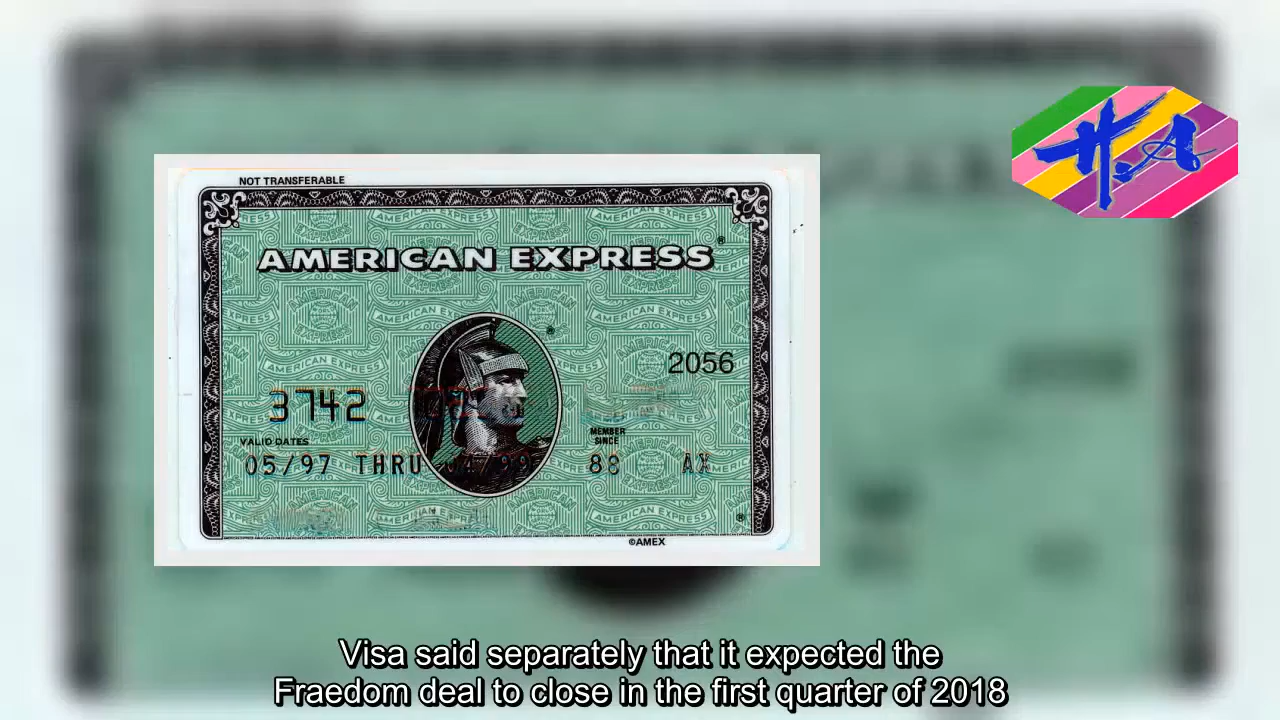 NOT TRANSFERABLE
AMERICAN EXPRESS®
2056
3742
MEMBER
SINCE
VALID DATES
05/97 THRU
88 AX
©AMEX
H.A
Visa said separately that it expected the
Fraedom deal to close in the first quarter of 2018